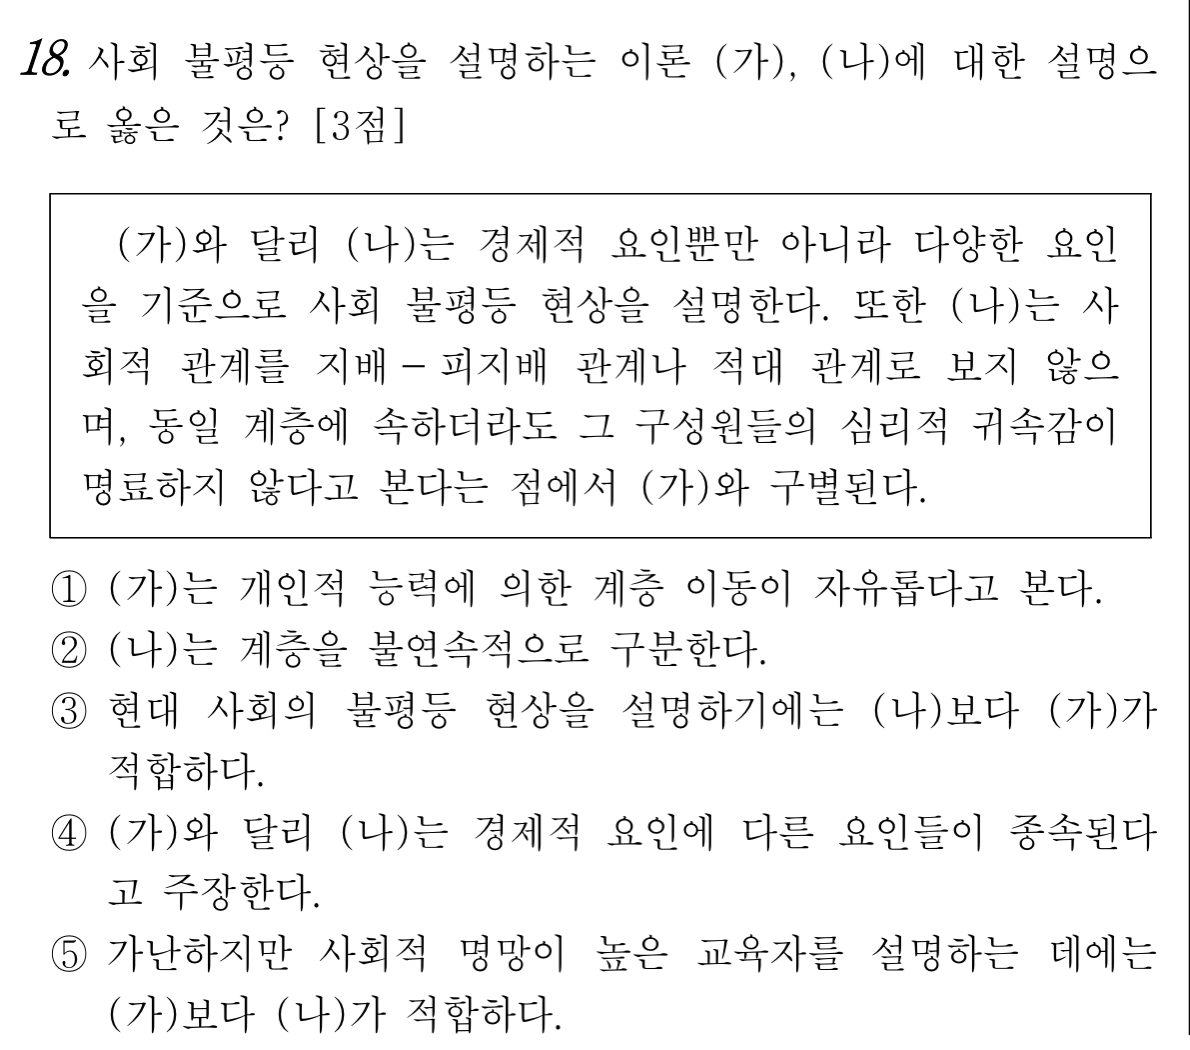 18. 사회 불평등 현상을 설명하는 이론 (가), (나)에 대한 설명으
로 옳은 것은? [3점]
(가)와 달리 (나)는 경제적 요인뿐만 아니라 다양한 요인
을 기준으로 사회 불평등 현상을 설명한다. 또한 (나)는 사
회적 관계를 지배 – 피지배 관계나 적대 관계로 보지 않으
며, 동일 계층에 속하더라도 그 구성원들의 심리적 귀속감이
명료하지 않다고 본다는 점에서 (가)와 구별된다.
① (가)는 개인적 능력에 의한 계층 이동이 자유롭다고 본다.
② (나)는 계층을 불연속적으로 구분한다.
③ 현대 사회의 불평등 현상을 설명하기에는 (나)보다 (가)가
적합하다.
④ (가)와 달리 (나)는 경제적 요인에 다른 요인들이 종속된다
고 주장한다.
⑤ 가난하지만 사회적 명망이 높은 교육자를 설명하는 데에는
(가)보다 (나)가 적합하다.